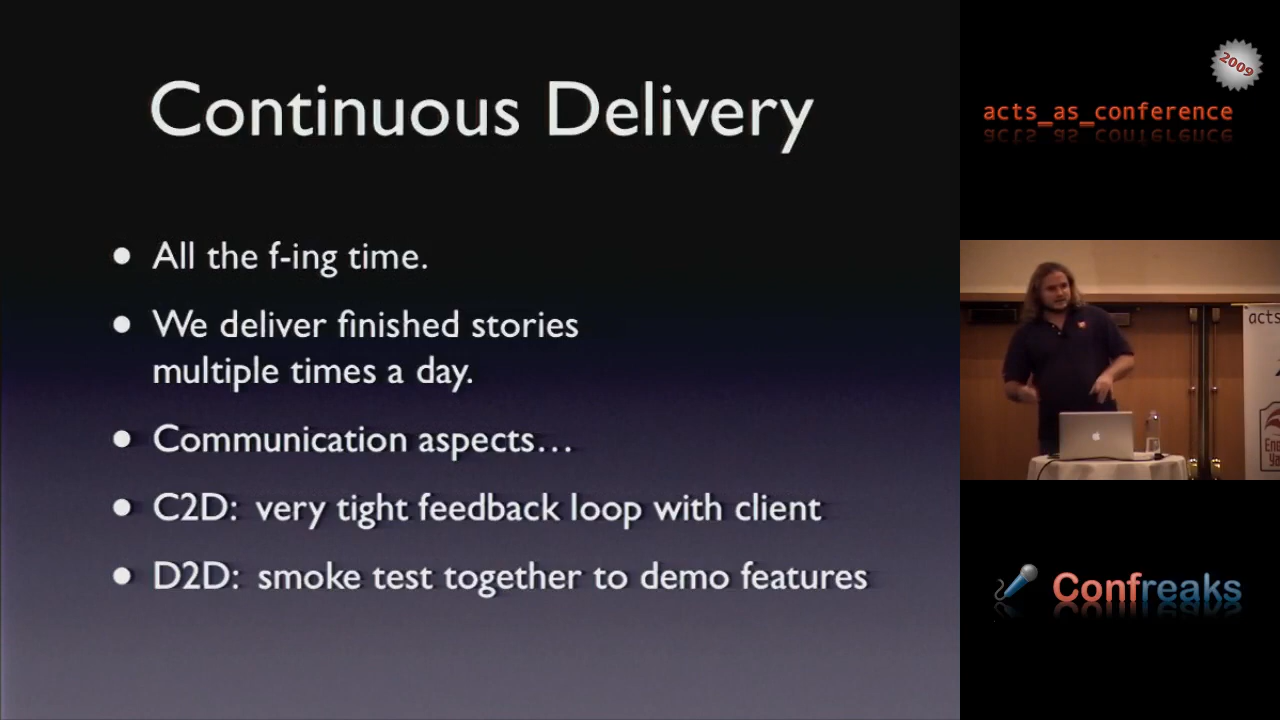 Continuous Delivery
• All the f-ing time.
• We deliver finished stories
multiple times a day.
• Communication aspects…
• C2D: very tight feedback loop with client
• D2D: smoke test together to demo features
2009
acts_as_conference
acts
Confreaks